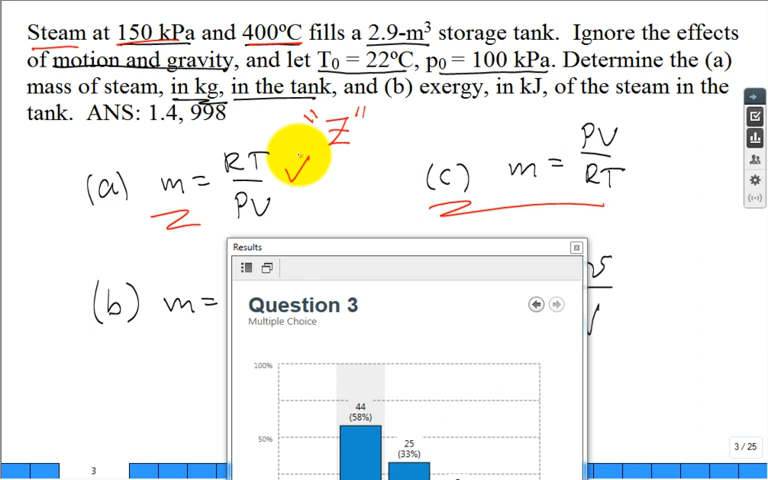 Steam at 150 kPa and 400ºC fills a 2.9-m³ storage tank. Ignore the effects
of motion and gravity, and let T₀ = 22ºC, p₀ = 100 kPa. Determine the (a)
mass of steam, in kg, in the tank, and (b) exergy, in kJ, of the steam in the
tank. ANS: 1.4, 998
"Z"
(a) m = RT/PV ✓
(c) m = PV/RT
(b) m =
Results
Question 3
Multiple Choice
100%
44
(58%)
50%
25
(33%)
3 / 25
3